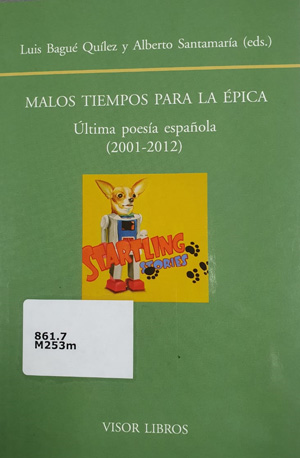 Luis Bagué Quílez y Alberto Santamaría (eds.)
MALOS TIEMPOS PARA LA ÉPICA
Última poesía española
(2001-2012)
STARTLING
STORIES
861.7
M253m
VISOR LIBROS